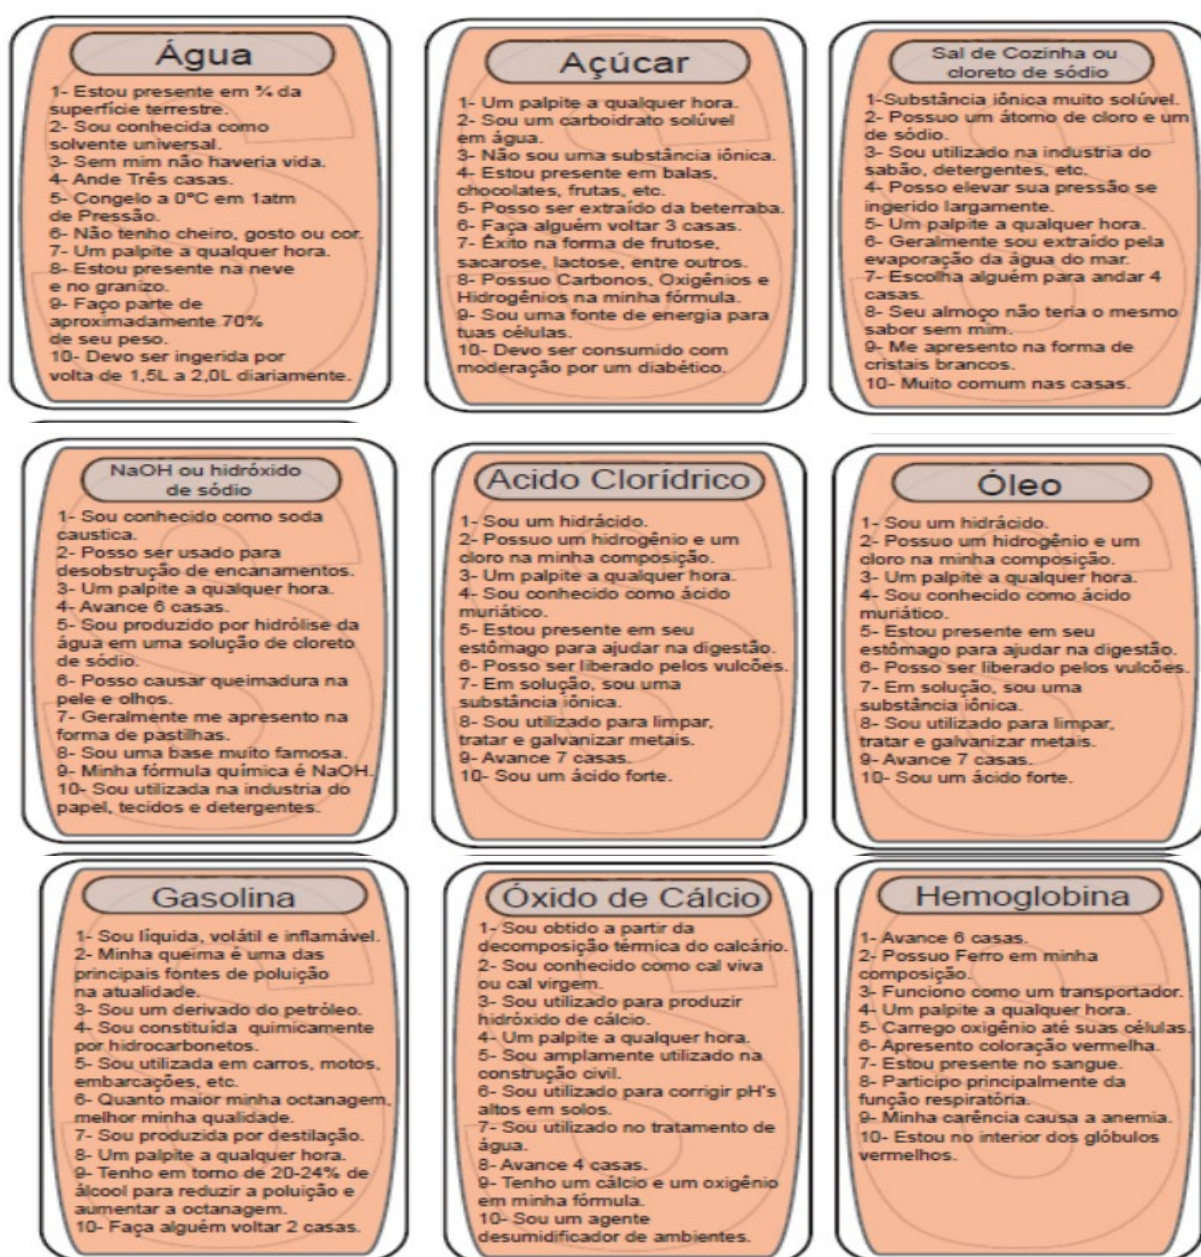 Água
1- Estou presente em ¾ da
superfície terrestre.
2- Sou conhecida como
solvente universal.
3- Sem mim não haveria vida.
4- Ande Três casas.
5- Congelo a 0°C em 1atm
de Pressão.
6- Não tenho cheiro, gosto ou cor.
7- Um palpite a qualquer hora.
8- Estou presente na neve
e no granizo.
9- Faço parte de
aproximadamente 70%
de seu peso.
10- Devo ser ingerida por
volta de 1,5L a 2,0L diariamente.
Açúcar
1- Um palpite a qualquer hora.
2- Sou um carboidrato solúvel
em água.
3- Não sou uma substância iônica.
4- Estou presente em balas,
chocolates, frutas, etc.
5- Posso ser extraído da beterraba.
6- Faça alguém voltar 3 casas.
7- Êxito na forma de frutose,
sacarose, lactose, entre outros.
8- Possuo Carbonos, Oxigênios e
Hidrogênios na minha fórmula.
9- Sou uma fonte de energia para
tuas células.
10- Devo ser consumido com
moderação por um diabético.
Sal de Cozinha ou
cloreto de sódio
1-Substância iônica muito solúvel.
2- Possuo um átomo de cloro e um
de sódio.
3- Sou utilizado na industria do
sabão, detergentes, etc.
4- Posso elevar sua pressão se
ingerido largamente.
5- Um palpite a qualquer hora.
6- Geralmente sou extraído pela
evaporação da água do mar.
7- Escolha alguém para andar 4
casas.
8- Seu almoço não teria o mesmo
sabor sem mim.
9- Me apresento na forma de
cristais brancos.
10- Muito comum nas casas.
NaOH ou hidróxido
de sódio
1- Sou conhecido como soda
caustica.
2- Posso ser usado para
desobstrução de encanamentos.
3- Um palpite a qualquer hora.
4- Avance 6 casas.
5- Sou produzido por hidrólise da
água em uma solução de cloreto
de sódio.
6- Posso causar queimadura na
pele e olhos.
7- Geralmente me apresento na
forma de pastilhas.
8- Sou uma base muito famosa.
9- Minha fórmula química é NaOH.
10- Sou utilizada na industria do
papel, tecidos e detergentes.
Acido Clorídrico
1- Sou um hidrácido.
2- Possuo um hidrogênio e um
cloro na minha composição.
3- Um palpite a qualquer hora.
4- Sou conhecido como ácido
muriático.
5- Estou presente em seu
estômago para ajudar na digestão.
6- Posso ser liberado pelos vulcões.
7- Em solução, sou uma
substância iônica.
8- Sou utilizado para limpar,
tratar e galvanizar metais.
9- Avance 7 casas.
10- Sou um ácido forte.
Óleo
1- Sou um hidrácido.
2- Possuo um hidrogênio e um
cloro na minha composição.
3- Um palpite a qualquer hora.
4- Sou conhecido como ácido
muriático.
5- Estou presente em seu
estômago para ajudar na digestão.
6- Posso ser liberado pelos vulcões.
7- Em solução, sou uma
substância iônica.
8- Sou utilizado para limpar,
tratar e galvanizar metais.
9- Avance 7 casas.
10- Sou um ácido forte.
Gasolina
1- Sou líquida, volátil e inflamável.
2- Minha queima é uma das
principais fontes de poluição
na atualidade.
3- Sou um derivado do petróleo.
4- Sou constituída quimicamente
por hidrocarbonetos.
5- Sou utilizada em carros, motos,
embarcações, etc.
6- Quanto maior minha octanagem,
melhor minha qualidade.
7- Sou produzida por destilação.
8- Um palpite a qualquer hora.
9- Tenho em torno de 20-24% de
álcool para reduzir a poluição e
aumentar a octanagem.
10- Faça alguém voltar 2 casas.
Óxido de Cálcio
1- Sou obtido a partir da
decomposição térmica do calcário.
2- Sou conhecido como cal viva
ou cal virgem.
3- Sou utilizado para produzir
hidróxido de cálcio.
4- Um palpite a qualquer hora.
5- Sou amplamente utilizado na
construção civil.
6- Sou utilizado para corrigir pH's
altos em solos.
7- Sou utilizado no tratamento de
água.
8- Avance 4 casas.
9- Tenho um cálcio e um oxigênio
em minha fórmula.
10- Sou um agente
desumidificador de ambientes.
Hemoglobina
1- Avance 6 casas.
2- Possuo Ferro em minha
composição.
3- Funciono como um transportador.
4- Um palpite a qualquer hora.
5- Carrego oxigênio até suas células.
6- Apresento coloração vermelha.
7- Estou presente no sangue.
8- Participo principalmente da
função respiratória.
9- Minha carência causa a anemia.
10- Estou no interior dos glóbulos
vermelhos.